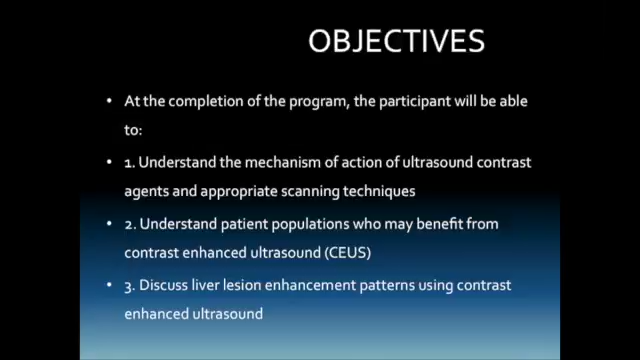 OBJECTIVES
• At the completion of the program, the participant will be able
to:
• 1. Understand the mechanism of action of ultrasound contrast
agents and appropriate scanning techniques
• 2. Understand patient populations who may benefit from
contrast enhanced ultrasound (CEUS)
• 3. Discuss liver lesion enhancement patterns using contrast
enhanced ultrasound